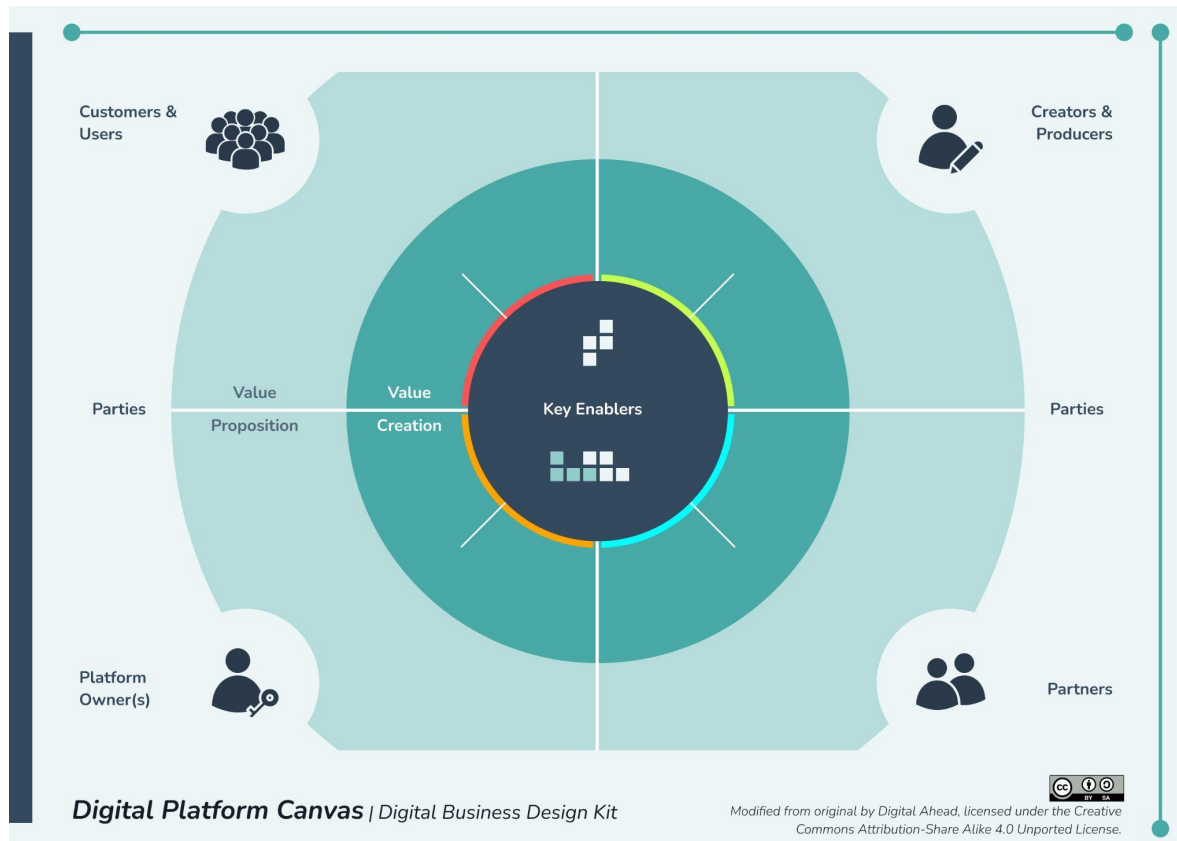 Customers &
Users
Creators &
Producers
Parties
Value
Proposition
Value
Creation
Key Enablers
Parties
Platform
Owner(s)
Partners
Digital Platform Canvas | Digital Business Design Kit
cc
BY SA
Modified from original by Digital Ahead, licensed under the Creative
Commons Attribution-Share Alike 4.0 Unported License.